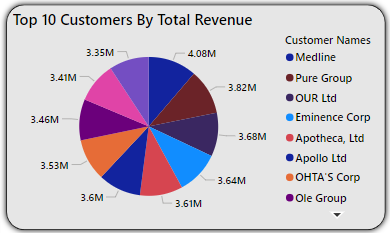 Top 10 Customers By Total Revenue
Customer Names
Medline
Pure Group
OUR Ltd
Eminence Corp
Apotheca, Ltd
Apollo Ltd
OHTA'S Corp
Ole Group
4.08M
3.82M
3.68M
3.64M
3.61M
3.6M
3.53M
3.46M
3.41M
3.35M